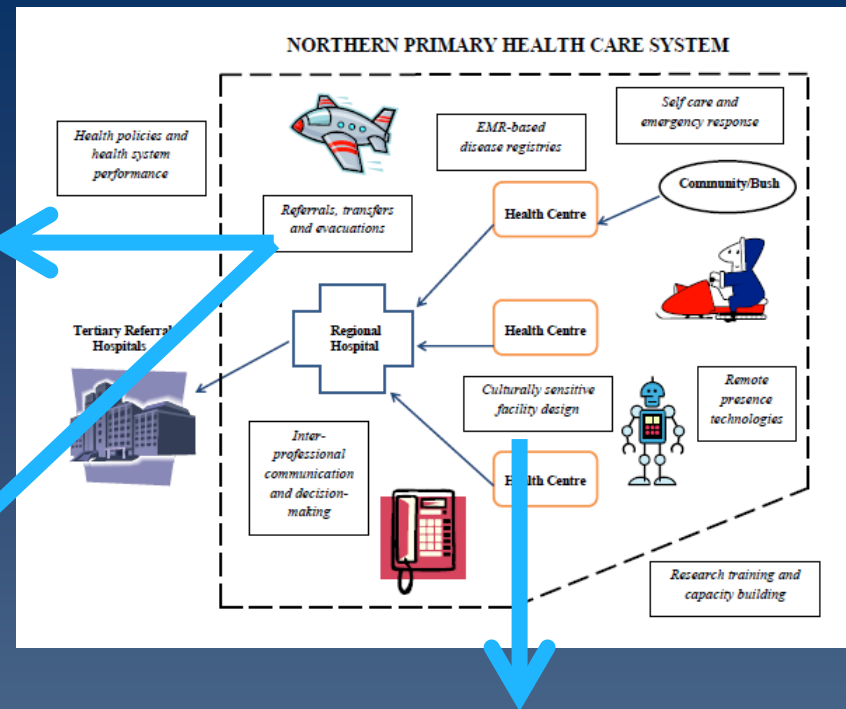 NORTHERN PRIMARY HEALTH CARE SYSTEM
Health policies and
health system
performance
EMR-based
disease registries
Self care and
emergency response
Community/Bush
Referrals, transfers
and evacuations
Health Centre
Tertiary Referral
Hospitals
Regional
Hospital
Health Centre
Culturally sensitive
facility design
Remote
presence
technologies
Inter-
professional
communication
and decision-
making
Health Centre
Research training and
capacity building